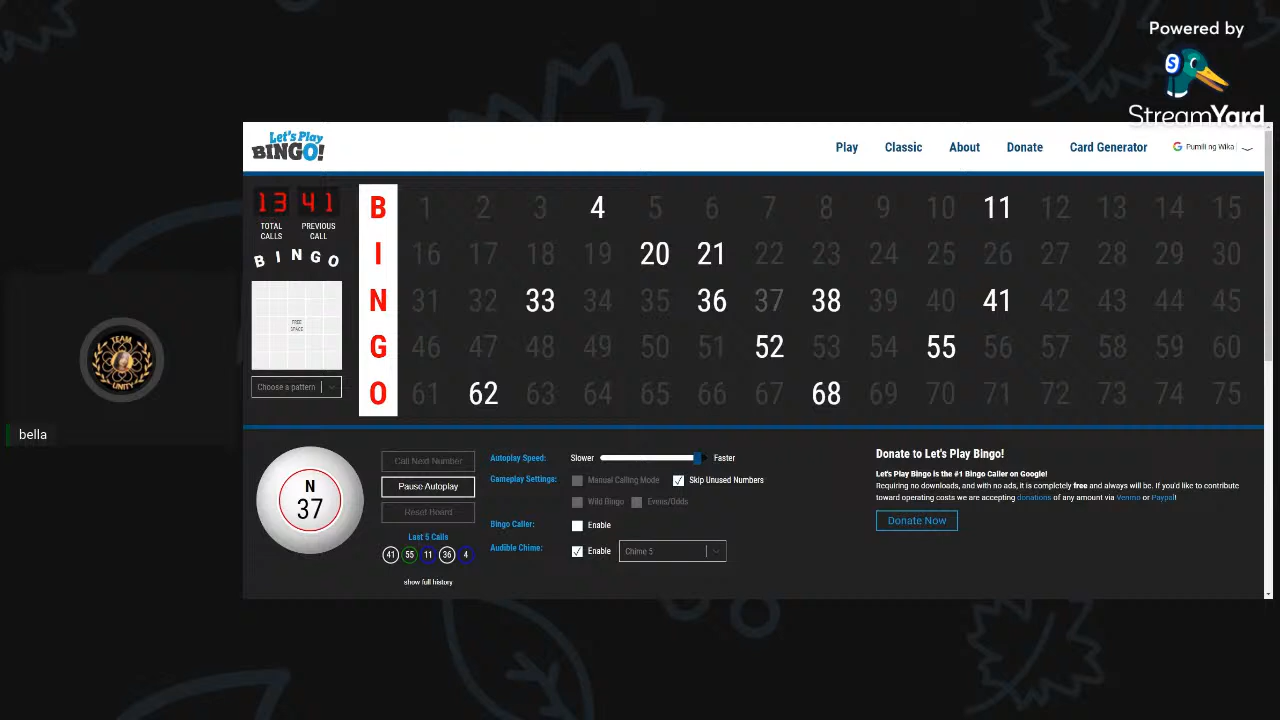 Powered by
S
StreamYard
Let's Play
BINGO!
Play Classic About Donate Card Generator G Pumili ng Wika
13 41
TOTAL CALLS PREVIOUS CALL
BINGO
FREE SPACE
Choose a pattern
B 1 2 3 4 5 6 7 8 9 10 11 12 13 14 15
I 16 17 18 19 20 21 22 23 24 25 26 27 28 29 30
N 31 32 33 34 35 36 37 38 39 40 41 42 43 44 45
G 46 47 48 49 50 51 52 53 54 55 56 57 58 59 60
O 61 62 63 64 65 66 67 68 69 70 71 72 73 74 75
TEAM
UNITY
bella
N
37
Call Next Number
Pause Autoplay
Reset Board
Last 5 Calls
41 55 11 36 4
show full history
Autoplay Speed: Slower Faster
Gameplay Settings: Manual Calling Mode Skip Unused Numbers
Wild Bingo Evens/Odds
Bingo Caller: Enable
Audible Chime: Enable Chime 5
Donate to Let's Play Bingo!
Let's Play Bingo is the #1 Bingo Caller on Google!
Requiring no downloads, and with no ads, it is completely free and always will be. If you'd like to contribute
toward operating costs we are accepting donations of any amount via Venmo or Paypal!
Donate Now